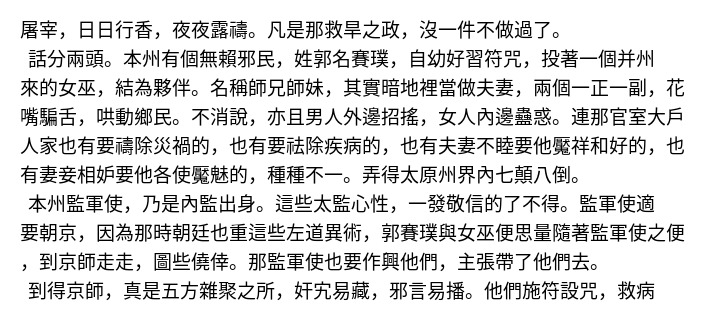 屠宰，日日行香，夜夜露禱。凡是那救旱之政，沒一件不做過了。
話分兩頭。本州有個無賴邪民，姓郭名賽璞，自幼好習符咒，投著一個并州
來的女巫，結為夥伴。名稱師兄師妹，其實暗地裡當做夫妻，兩個一正一副，花
嘴騙舌，哄動鄉民。不消說，亦且男人外邊招搖，女人內邊蠱惑。連那官室大戶
人家也有要禱除災禍的，也有要祛除疾病的，也有夫妻不睦要他魘祥和好的，也
有妻妾相妒要他各使魘魅的，種種不一。弄得太原州界內七顛八倒。
本州監軍使，乃是內監出身。這些太監心性，一發敬信的了不得。監軍使適
要朝京，因為那時朝廷也重這些左道異術，郭賽璞與女巫便思量隨著監軍使之便
，到京師走走，圖些僥倖。那監軍使也要作興他們，主張帶了他們去。
到得京師，真是五方雜聚之所，奸宄易藏，邪言易播。他們施符設咒，救病